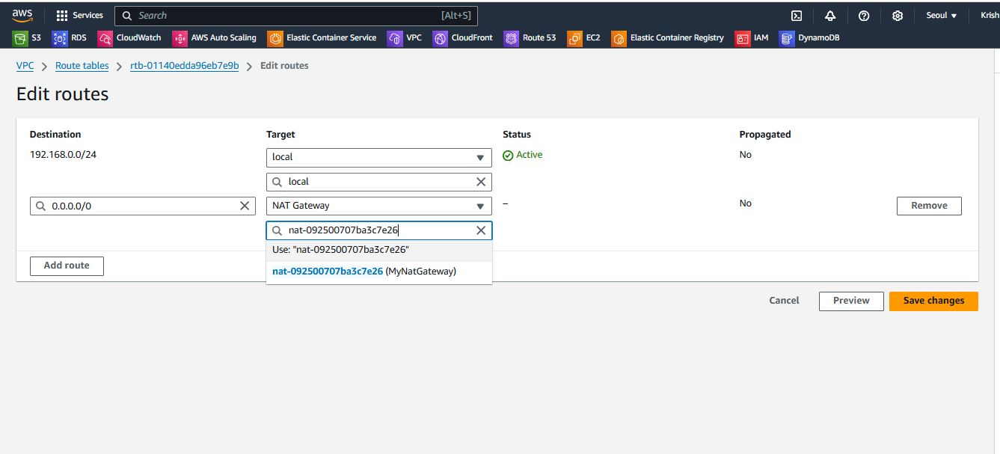 aws
Services
Search
[Alt+S]
Seoul
Krish
S3
RDS
CloudWatch
AWS Auto Scaling
Elastic Container Service
VPC
CloudFront
Route 53
EC2
Elastic Container Registry
IAM
DynamoDB
VPC > Route tables > rtb-01140edda96eb7e9b > Edit routes
Edit routes
Destination Target Status Propagated
192.168.0.0/24 local Active No
local
0.0.0.0/0 NAT Gateway – No Remove
nat-092500707ba3c7e26
Use: "nat-092500707ba3c7e26"
Add route
nat-092500707ba3c7e26 (MyNatGateway)
Cancel Preview Save changes